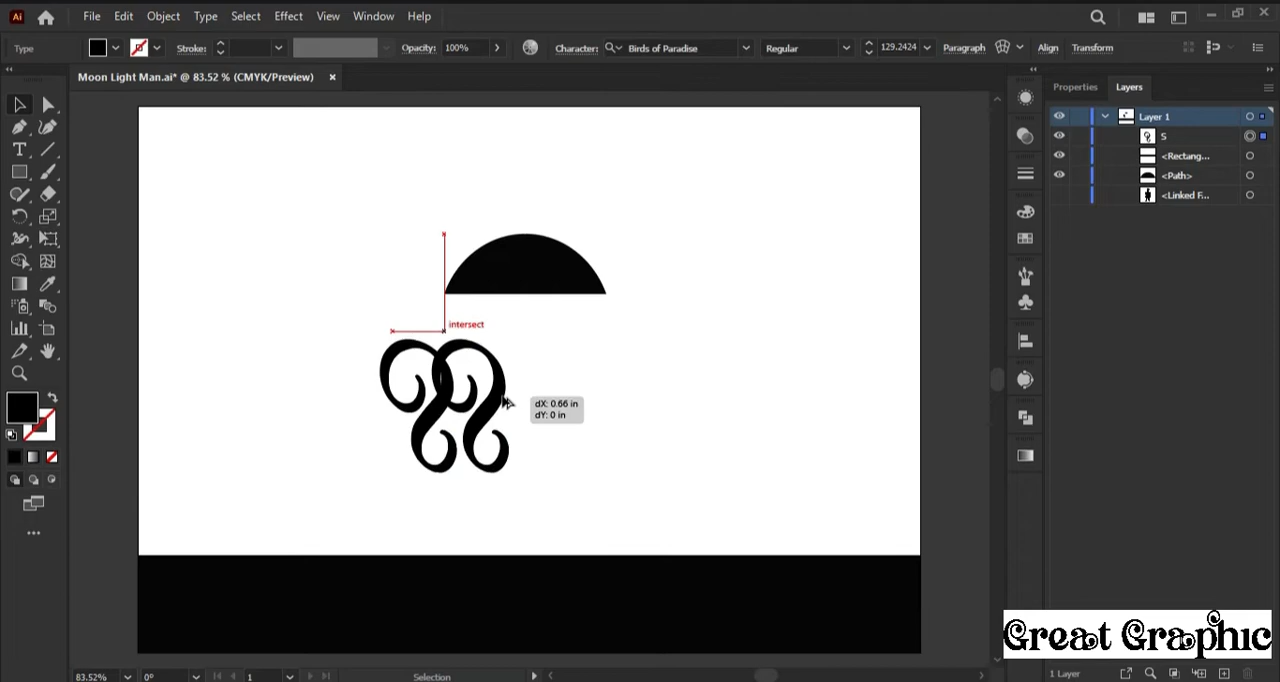 Ai File Edit Object Type Select Effect View Window Help
Type Stroke: Opacity: 100% Character: Birds of Paradise Regular 129.2424 Paragraph Align Transform
Moon Light Man.ai* @ 83.52 % (CMYK/Preview) ×
Properties Layers
Layer 1
S
<Rectang...
<Path>
<Linked F...
intersect
SS
dX: 0.66 in
dY: 0 in
Great Graphic
83.52% 0° 1 Selection 1 Layer